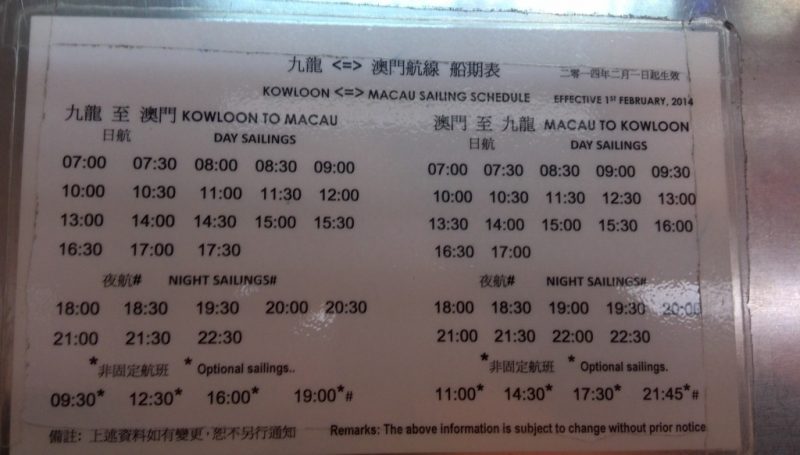 九龍 <=> 澳門航線 船期表
二零一四年二月一日起生效
KOWLOON <=> MACAU SAILING SCHEDULE
EFFECTIVE 1ST FEBRUARY, 2014
九龍 至 澳門 KOWLOON TO MACAU
日航 DAY SAILINGS
07:00 07:30 08:00 08:30 09:00
10:00 10:30 11:00 11:30 12:00
13:00 14:00 14:30 15:00 15:30
16:30 17:00 17:30
夜航# NIGHT SAILINGS#
18:00 18:30 19:30 20:00 20:30
21:00 21:30 22:30
*非固定航班 * Optional sailings..
09:30* 12:30* 16:00* 19:00*#
澳門 至 九龍 MACAU TO KOWLOON
日航 DAY SAILINGS
07:00 07:30 08:30 09:00 09:30
10:00 10:30 11:30 12:30 13:00
13:30 14:00 15:00 15:30 16:00
16:30 17:00
夜航# NIGHT SAILINGS#
18:00 18:30 19:00 19:30 20:00
21:00 21:30 22:00 22:30
*非固定航班 * Optional sailings.
11:00* 14:30* 17:30* 21:45*#
備註: 上述資料如有變更，恕不另行通知 Remarks: The above information is subject to change without prior notice